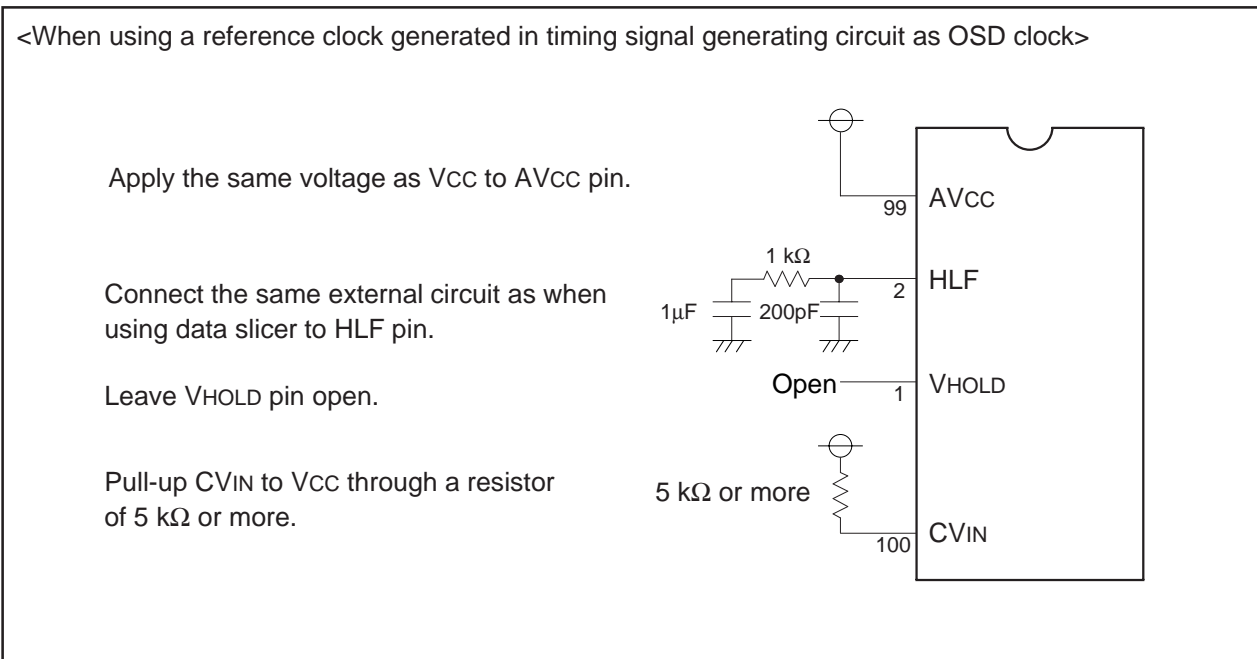 <When using a reference clock generated in timing signal generating circuit as OSD clock>
Apply the same voltage as VCC to AVCC pin.
99
AVCC
Connect the same external circuit as when
using data slicer to HLF pin.
1 kΩ
1µF
200pF
2
HLF
Leave VHOLD pin open.
Open
1
VHOLD
Pull-up CVIN to VCC through a resistor
of 5 kΩ or more.
5 kΩ or more
100
CVIN